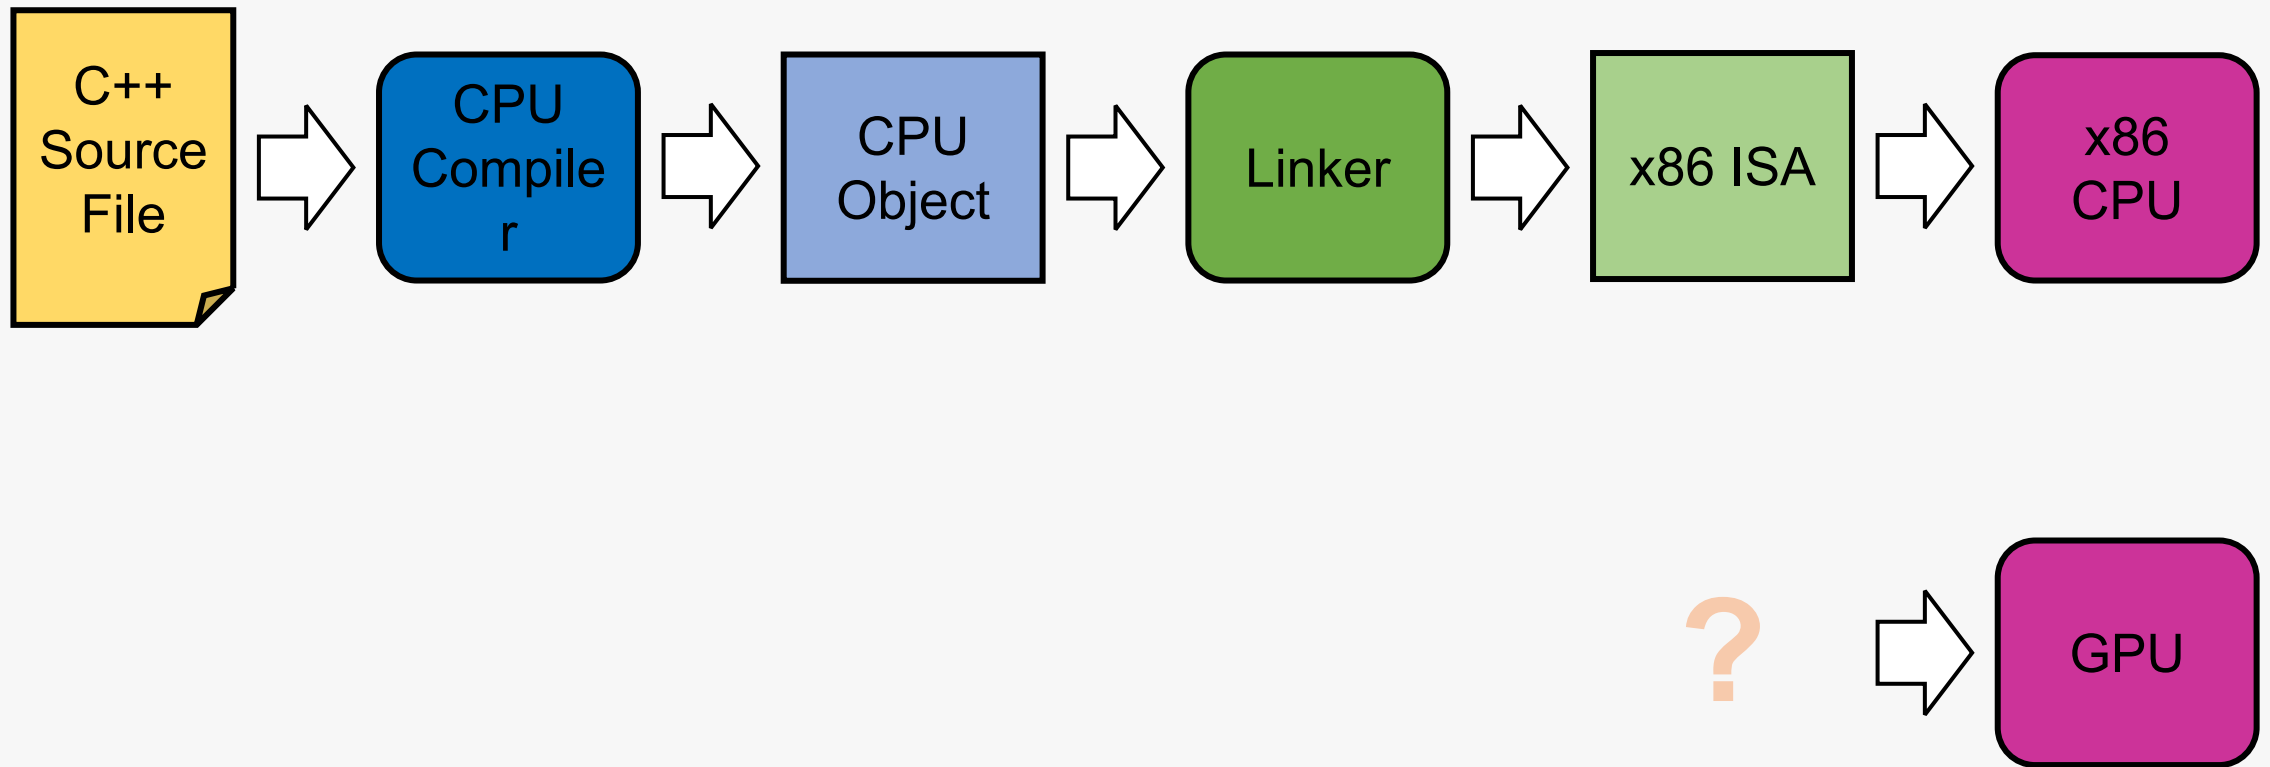 C++
Source
File
CPU
Compile
r
CPU
Object
Linker
x86 ISA
x86
CPU
?
GPU